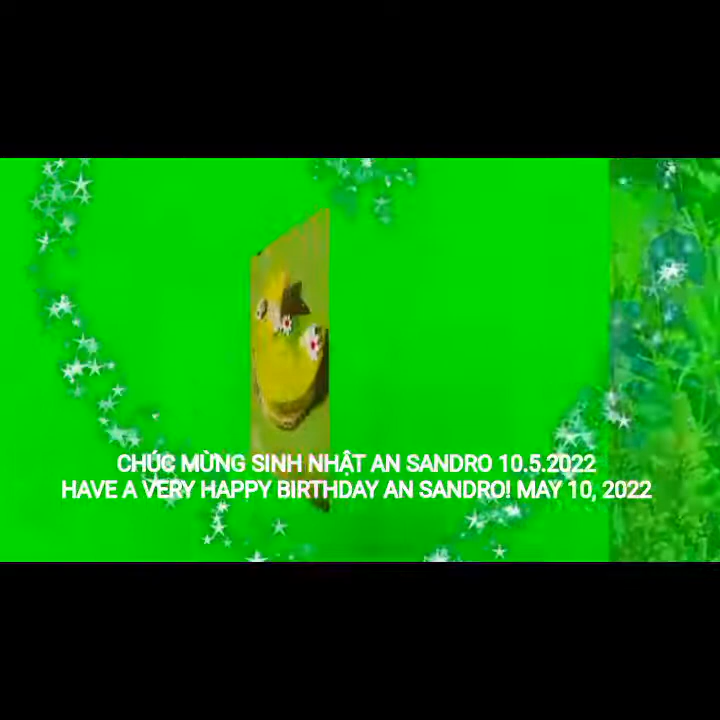 CHÚC MỪNG SINH NHẬT AN SANDRO 10.5.2022
HAVE A VERY HAPPY BIRTHDAY AN SANDRO! MAY 10, 2022